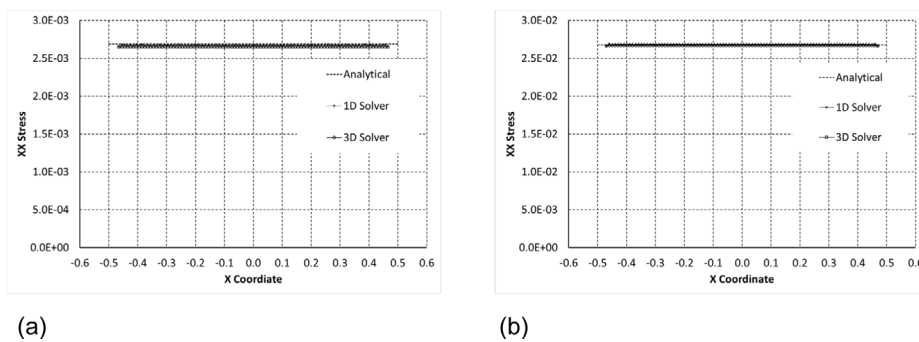 3.0E-03
2.5E-03
2.0E-03
1.5E-03
1.0E-03
5.0E-04
0.0E+00
XX Stress
-0.6 -0.5 -0.4 -0.3 -0.2 -0.1 0.0 0.1 0.2 0.3 0.4 0.5 0.6
X Coordiate
Analytical
1D Solver
3D Solver
(a)
3.0E-02
2.5E-02
2.0E-02
1.5E-02
1.0E-02
5.0E-03
0.0E+00
XX Stress
-0.6 -0.5 -0.4 -0.3 -0.2 -0.1 0.0 0.1 0.2 0.3 0.4 0.5 0.6
X Coordinate
Analytical
1D Solver
3D Solver
(b)